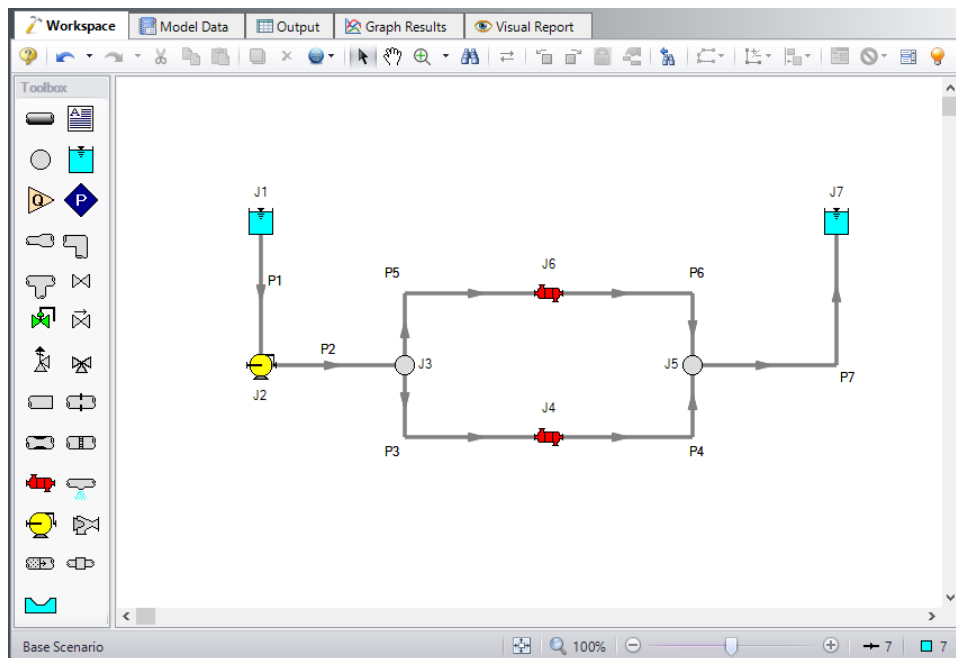 Workspace Model Data Output Graph Results Visual Report
Toolbox
A
Q P
J1 J7
P1 P5 J6 P6
P2 J3 J5
J2 P7
J4
P3 P4
Base Scenario 100% 7 7